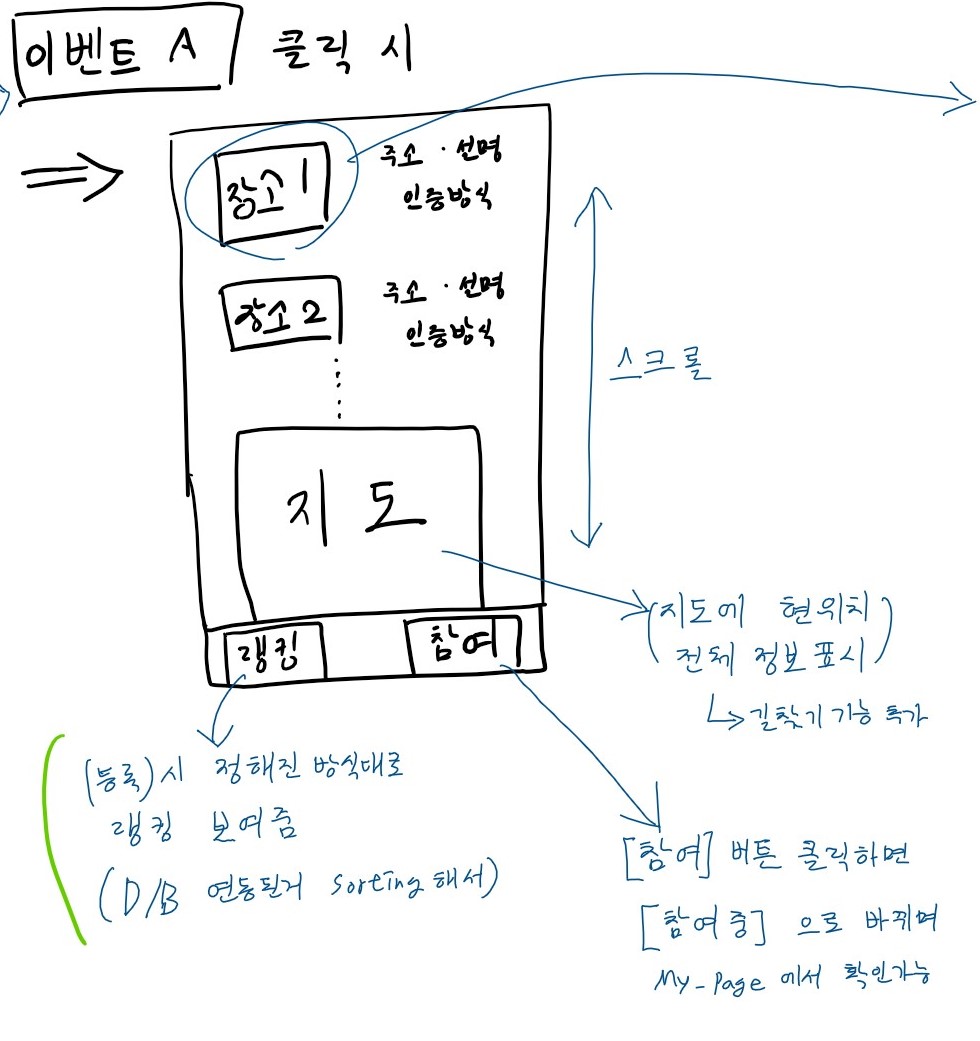 이벤트 A 클릭 시
장소 1
주소 · 선명
인증방식
장소 2
주소 · 선명
인증방식
스크롤
지도
(지도에 현위치
전체 정보 표시)
길찾기 기능 특가
랭킹
참여
(등록)시 정해진 방식대로
랭킹 보여줌
(D/B 연동된거 sorting 해서)
[참여] 버튼 클릭하면
[참여중] 으로 바뀌며
My-Page 에서 확인가능